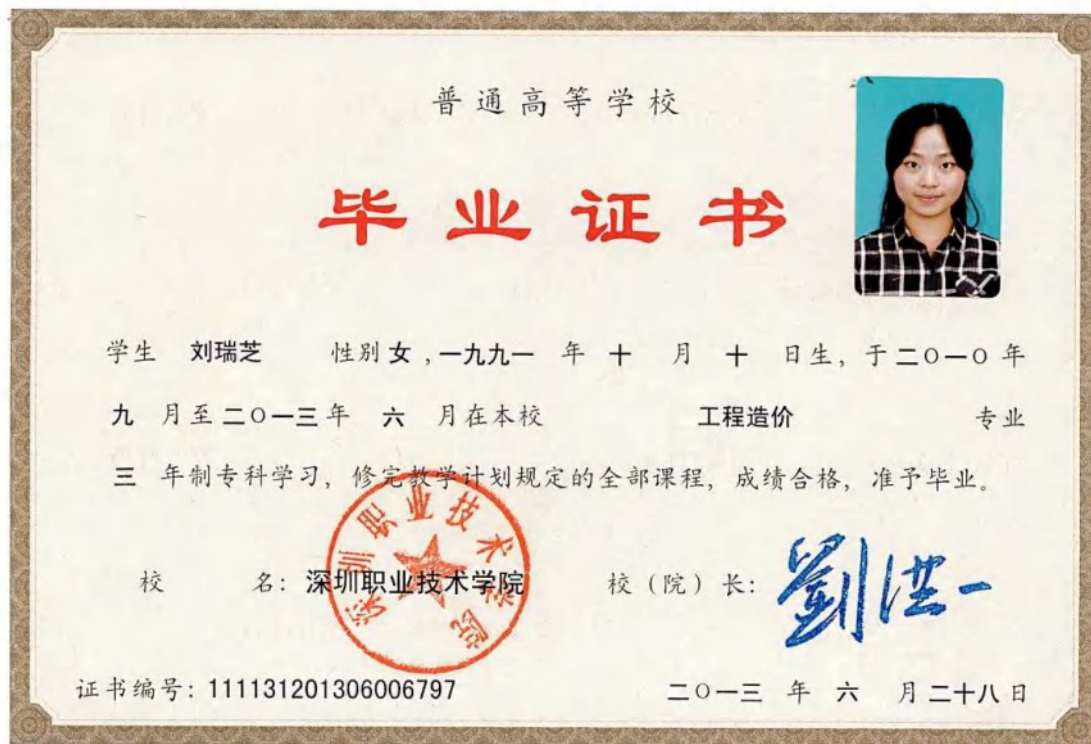 普通高等学校
毕业证书
学生 刘瑞芝 性别 女 , 一九九一 年 十 月 十 日生, 于 二〇一〇 年
九 月至 二〇一三 年 六 月在本校 工程造价 专业
三 年制专科学习, 修完教学计划规定的全部课程, 成绩合格, 准予毕业。
深圳职业技术学院
校 名: 深圳职业技术学院 校(院)长: 劉洪一
证书编号: 111131201306006797 二〇一三 年 六 月 二十八 日